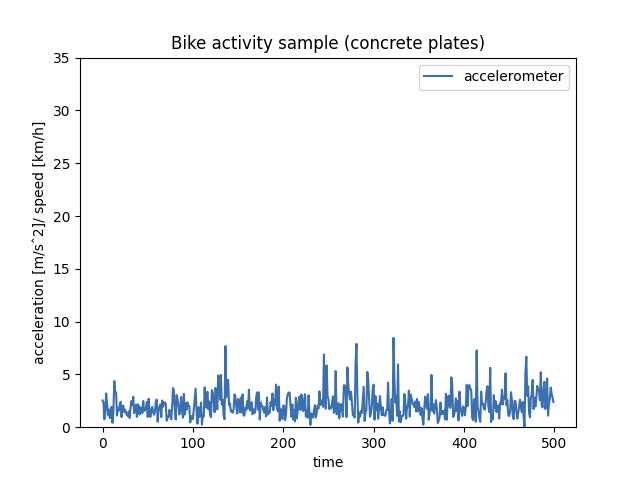 Bike activity sample (concrete plates)
accelerometer
acceleration [m/s^2]/ speed [km/h]
35
30
25
20
15
10
5
0
0 100 200 300 400 500
time